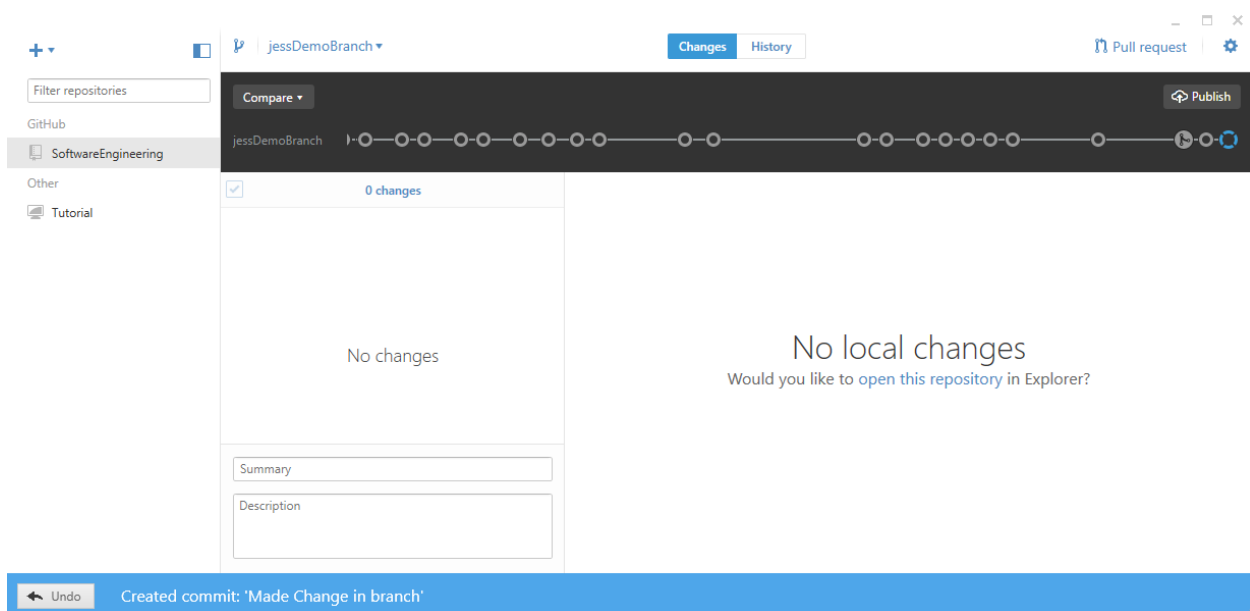 jessDemoBranch
Changes
History
Pull request
Filter repositories
Compare
Publish
GitHub
jessDemoBranch
SoftwareEngineering
Other
0 changes
Tutorial
No changes
No local changes
Would you like to open this repository in Explorer?
Summary
Description
Undo
Created commit: 'Made Change in branch'